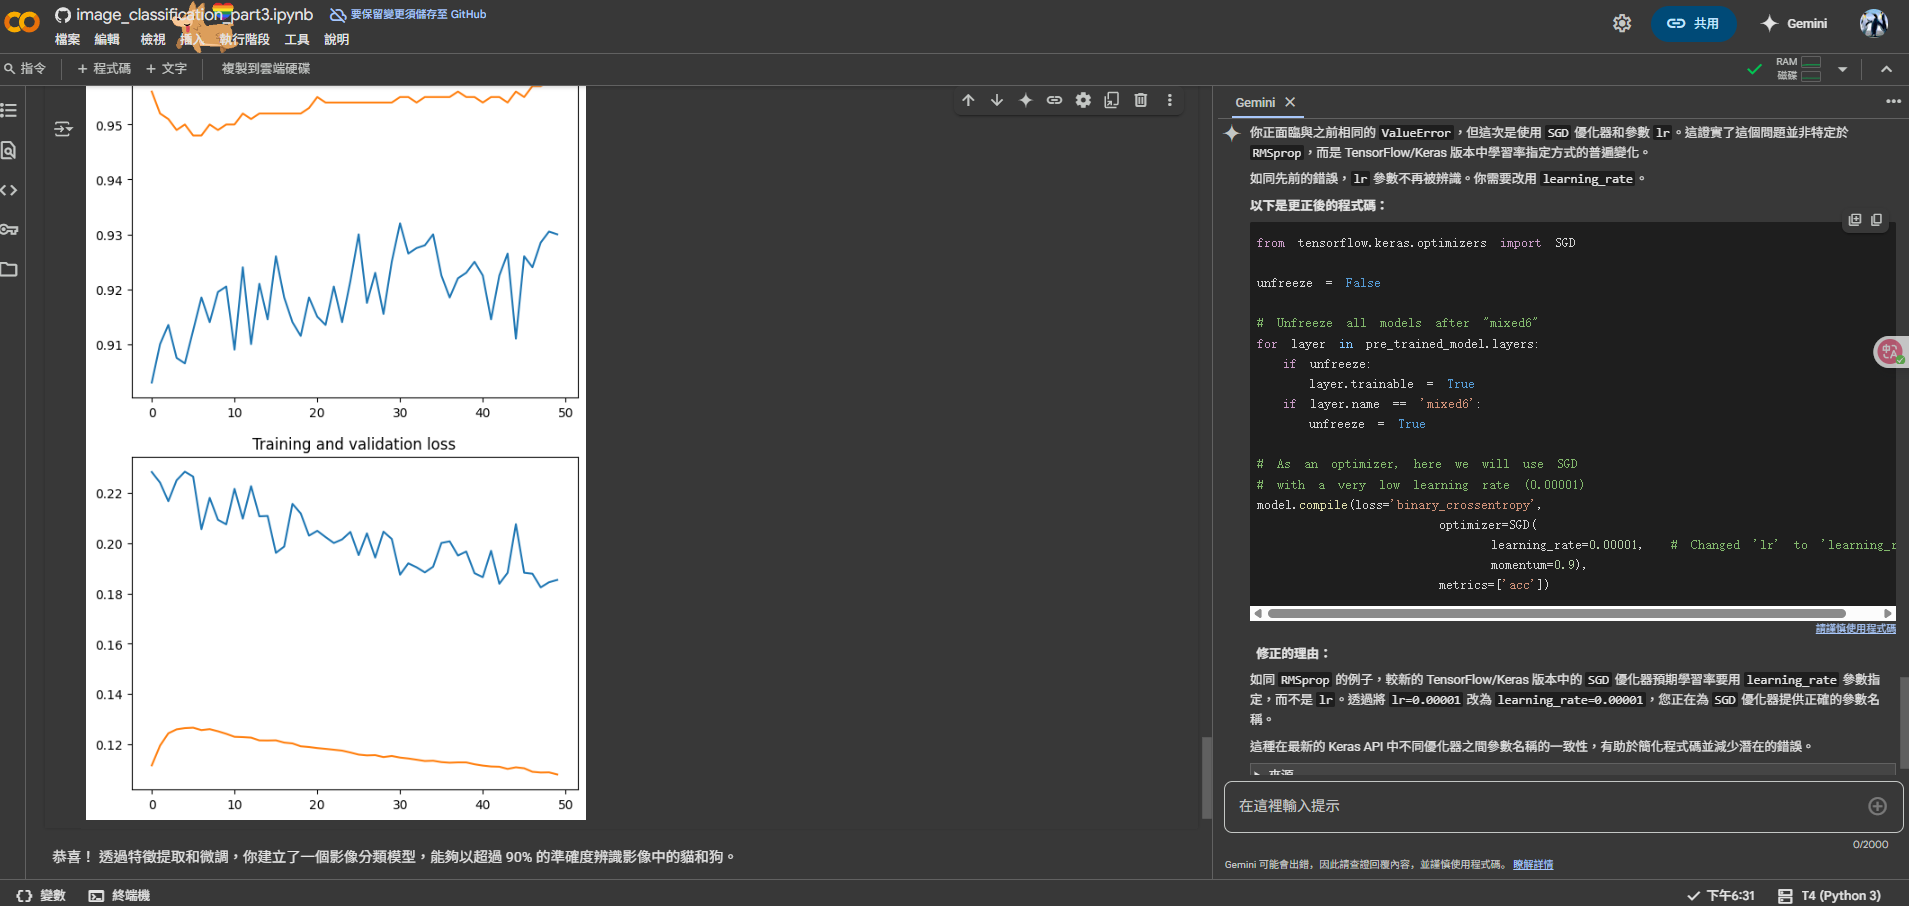 image_classification_part3.ipynb
要保留變更須儲存至 GitHub
檔案 編輯 檢視 插入 執行階段 工具 說明
共用
Gemini
指令 + 程式碼 + 文字 複製到雲端硬碟
RAM
磁碟
0.95
0.94
0.93
0.92
0.91
0 10 20 30 40 50
Training and validation loss
0.22
0.20
0.18
0.16
0.14
0.12
0 10 20 30 40 50
恭喜！ 透過特徵提取和微調，你建立了一個影像分類模型，能夠以超過 90% 的準確度辨識影像中的貓和狗。
Gemini
你正面臨與之前相同的 ValueError，但這次是使用 SGD 優化器和參數 lr。這證實了這個問題並非特定於
RMSprop，而是 TensorFlow/Keras 版本中學習率指定方式的普遍變化。
如同先前的錯誤，lr 參數不再被辨識。你需要改用 learning_rate。
以下是更正後的程式碼：
from tensorflow.keras.optimizers import SGD
unfreeze = False
# Unfreeze all models after "mixed6"
for layer in pre_trained_model.layers:
if unfreeze:
layer.trainable = True
if layer.name == 'mixed6':
unfreeze = True
# As an optimizer, here we will use SGD
# with a very low learning rate (0.00001)
model.compile(loss='binary_crossentropy',
optimizer=SGD(
learning_rate=0.00001, # Changed 'lr' to 'learning_r
momentum=0.9),
metrics=['acc'])
請謹慎使用程式碼
修正的理由：
如同 RMSprop 的例子，較新的 TensorFlow/Keras 版本中的 SGD 優化器預期學習率要用 learning_rate 參數指
定，而不是 lr。透過將 lr=0.00001 改為 learning_rate=0.00001，您正在為 SGD 優化器提供正確的參數名
稱。
這種在最新的 Keras API 中不同優化器之間參數名稱的一致性，有助於簡化程式碼並減少潛在的錯誤。
來源
在這裡輸入提示
0/2000
Gemini 可能會出錯，因此請查證回覆內容，並謹慎使用程式碼。 瞭解詳情
變數 終端機
下午6:31 T4 (Python 3)